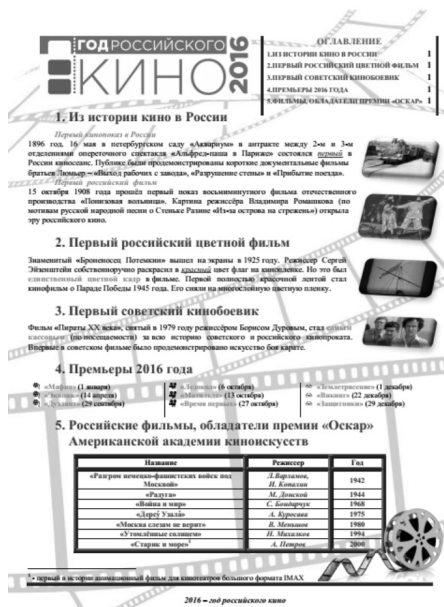 ГОД РОССИЙСКОГО
КИНО
2016
ОГЛАВЛЕНИЕ
1.ИЗ ИСТОРИИ КИНО В РОССИИ 1
2.ПЕРВЫЙ РОССИЙСКИЙ ЦВЕТНОЙ ФИЛЬМ 1
3.ПЕРВЫЙ СОВЕТСКИЙ КИНОБОЕВИК 1
4.ПРЕМЬЕРЫ 2016 ГОДА 1
5.ФИЛЬМЫ, ОБЛАДАТЕЛИ ПРЕМИИ «ОСКАР» 1
1. Из истории кино в России
Первый кинопоказ в России
1896 год. 16 мая в петербургском саду «Аквариум» в антракте между 2-м и 3-м
отделениями опереточного спектакля «Альфред-паша в Париже» состоялся первый в
России киносеанс. Публике были продемонстрированы короткие документальные фильмы
братьев Люмьер – «Выход рабочих с завода», «Разрушение стены» и «Прибытие поезда».
Первый российский фильм
15 октября 1908 года прошёл первый показ восьмиминутного фильма отечественного
производства «Понизовая вольница». Картина режиссёра Владимира Ромашкова (по
мотивам русской народной песни о Стеньке Разине «Из-за острова на стрежень») открыла
эру российского кино.
2. Первый российский цветной фильм
Знаменитый «Броненосец Потемкин» вышел на экраны в 1925 году. Режиссер Сергей
Эйзенштейн собственноручно раскрасил в красный цвет флаг на кинопленке. Но это был
единственный цветной кадр в фильме. Первой полностью красочной лентой стал
кинофильм о Параде Победы 1945 года. Его сняли на многослойную цветную пленку.
3. Первый советский кинобоевик
Фильм «Пираты XX века», снятый в 1979 году режиссёром Борисом Дуровым, стал самым
кассовым (по посещаемости) за всю историю советского и российского кинопроката.
Впервые в советском фильме было продемонстрировано искусство боя карате.
4. Премьеры 2016 года
«Мафия» (1 января) «Ледокол» (6 октября) «Землетрясение» (1 декабря)
«Экипаж» (14 апреля) «Матильда» (13 октября) «Викинг» (22 декабря)
«Дуэлянт» (29 сентября) «Время первых» (27 октября) «Защитники» (29 декабря)
5. Российские фильмы, обладатели премии «Оскар»
Американской академии киноискусств
Название Режиссер Год
«Разгром немецко-фашистских войск под Москвой» Л.Варламов, И. Копалин 1942
«Радуга» М. Донской 1944
«Война и мир» С. Бондарчук 1968
«Дерсу Узала» А. Куросава 1975
«Москва слезам не верит» В. Меньшов 1980
«Утомлённые солнцем» Н. Михалков 1994
«Старик и море»* А. Петров 2000
* - первый в истории анимационный фильм для кинотеатров большого формата IMAX
2016 – год российского кино